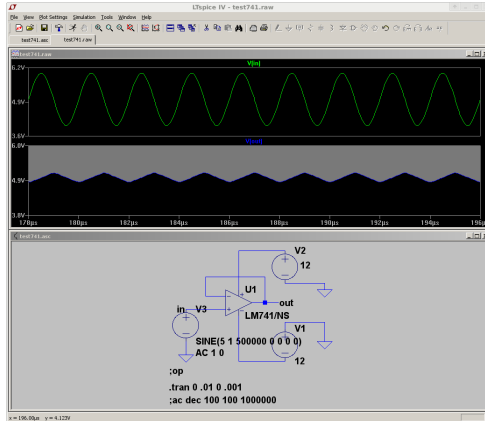 LTspice IV - test741.raw
File View Plot Settings Simulation Tools Window Help
test741.asc test741.raw
test741.raw
V(in)
6.2V
4.9V
3.6V
V(out)
6.0V
4.9V
3.8V
178µs 180µs 182µs 184µs 186µs 188µs 190µs 192µs 194µs 196µs
test741.asc
V2
12
U1
out
LM741/NS
in V3
V1
SINE(5 1 500000 0 0 0 0)
AC 1 0
12
;op
.tran 0 .01 0 .001
;ac dec 100 100 1000000
x = 196.00µs y = 4.123V